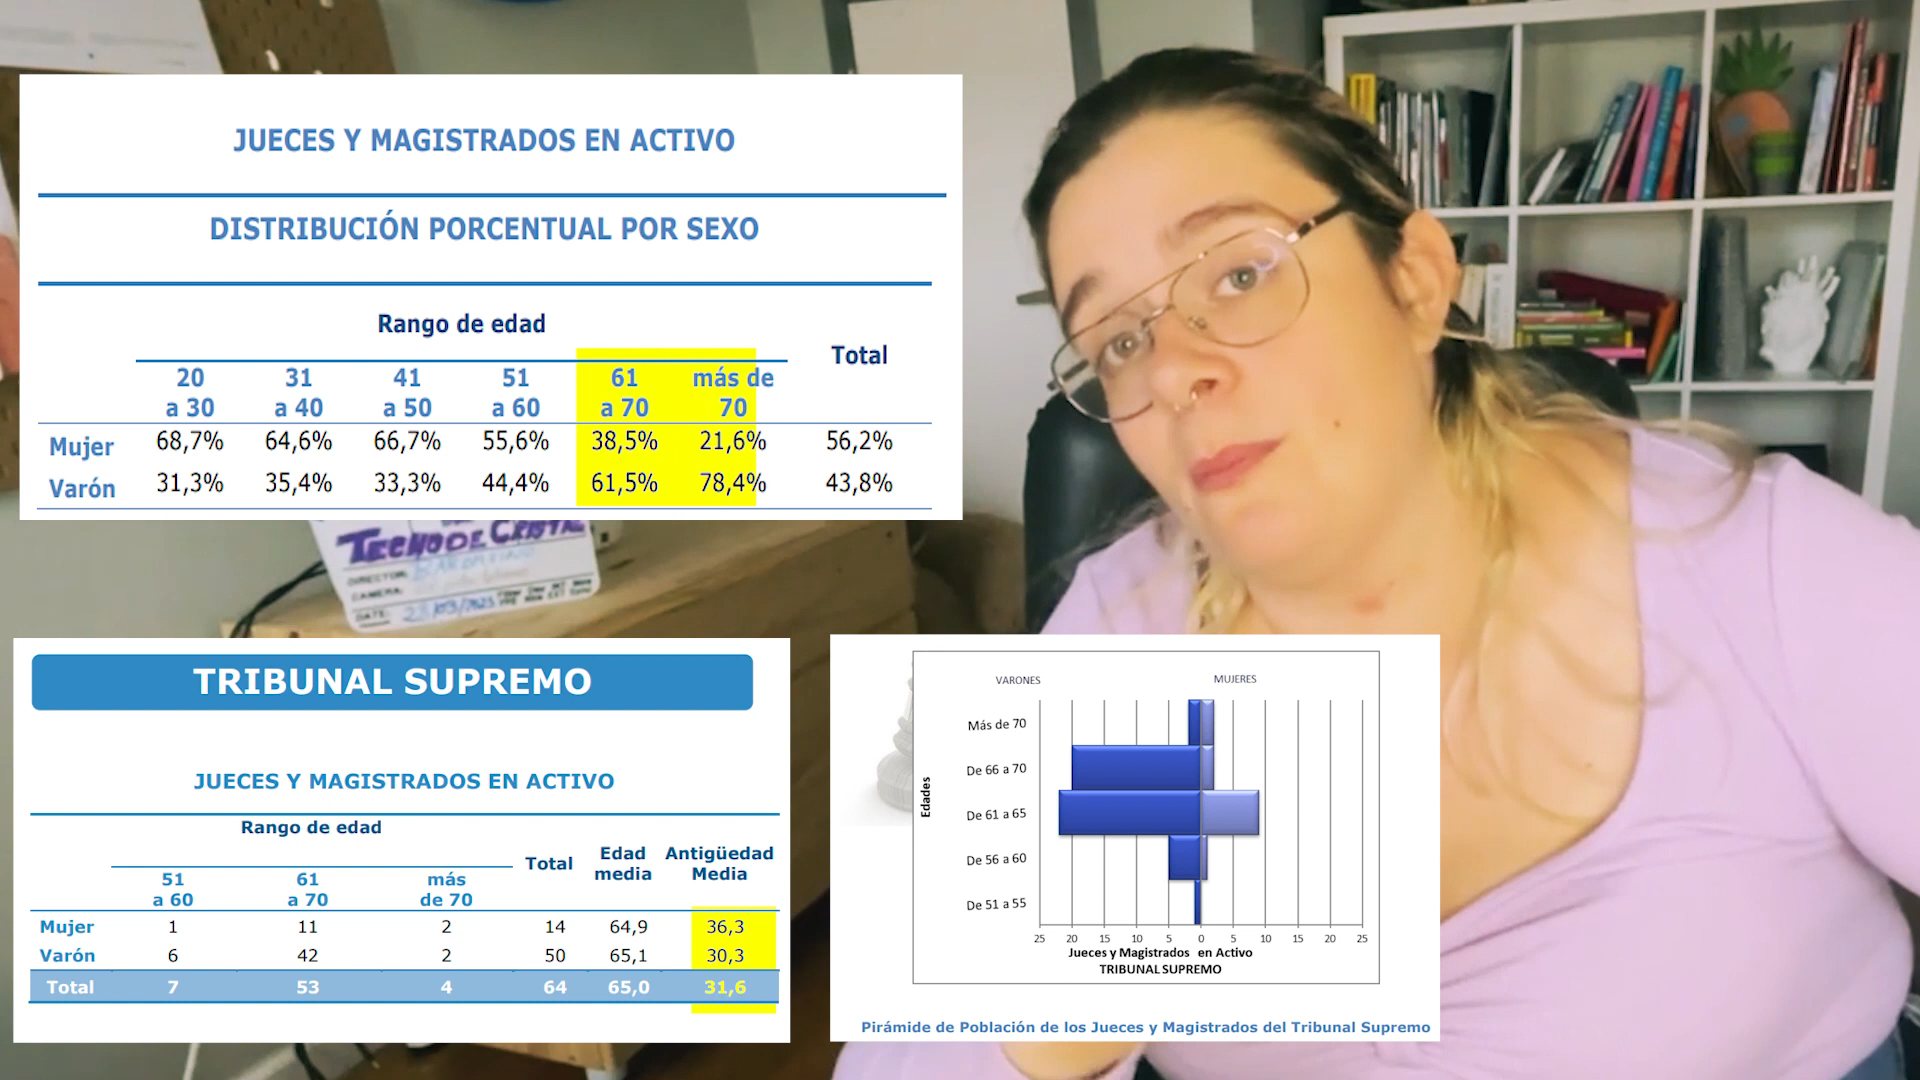 JUECES Y MAGISTRADOS EN ACTIVO
DISTRIBUCIÓN PORCENTUAL POR SEXO
Rango de edad
Total
20 a 30 31 a 40 41 a 50 51 a 60 61 a 70 más de 70
Mujer 68,7% 64,6% 66,7% 55,6% 38,5% 21,6% 56,2%
Varón 31,3% 35,4% 33,3% 44,4% 61,5% 78,4% 43,8%
TECHO DE CRISTAL
DIRECTOR:
CAMERA:
DATE: 23/03/2023
TRIBUNAL SUPREMO
JUECES Y MAGISTRADOS EN ACTIVO
Rango de edad
Total Edad media Antigüedad Media
51 a 60 61 a 70 más de 70
Mujer 1 11 2 14 64,9 36,3
Varón 6 42 2 50 65,1 30,3
Total 7 53 4 64 65,0 31,6
VARONES MUJERES
Edades
Más de 70
De 66 a 70
De 61 a 65
De 56 a 60
De 51 a 55
25 20 15 10 5 0 5 10 15 20 25
Jueces y Magistrados en Activo
TRIBUNAL SUPREMO
Pirámide de Población de los Jueces y Magistrados del Tribunal Supremo